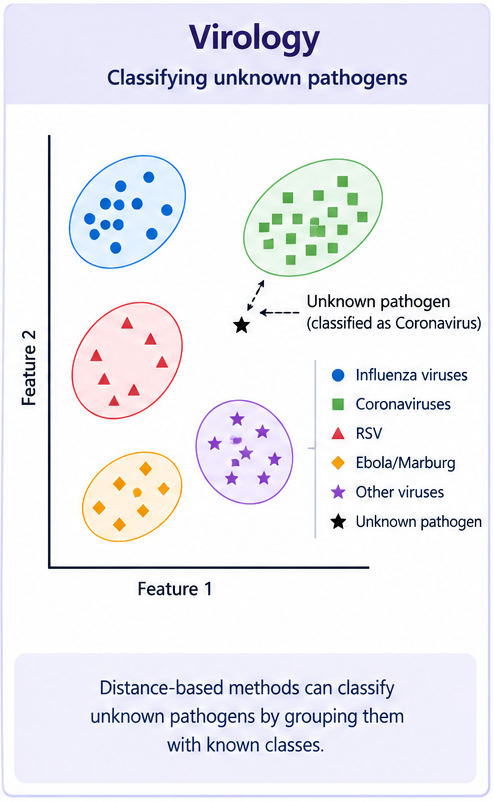 Virology
Classifying unknown pathogens
Unknown pathogen
(classified as Coronavirus)
Feature 2
Influenza viruses
Coronaviruses
RSV
Ebola/Marburg
Other viruses
Unknown pathogen
Feature 1
Distance-based methods can classify
unknown pathogens by grouping them
with known classes.